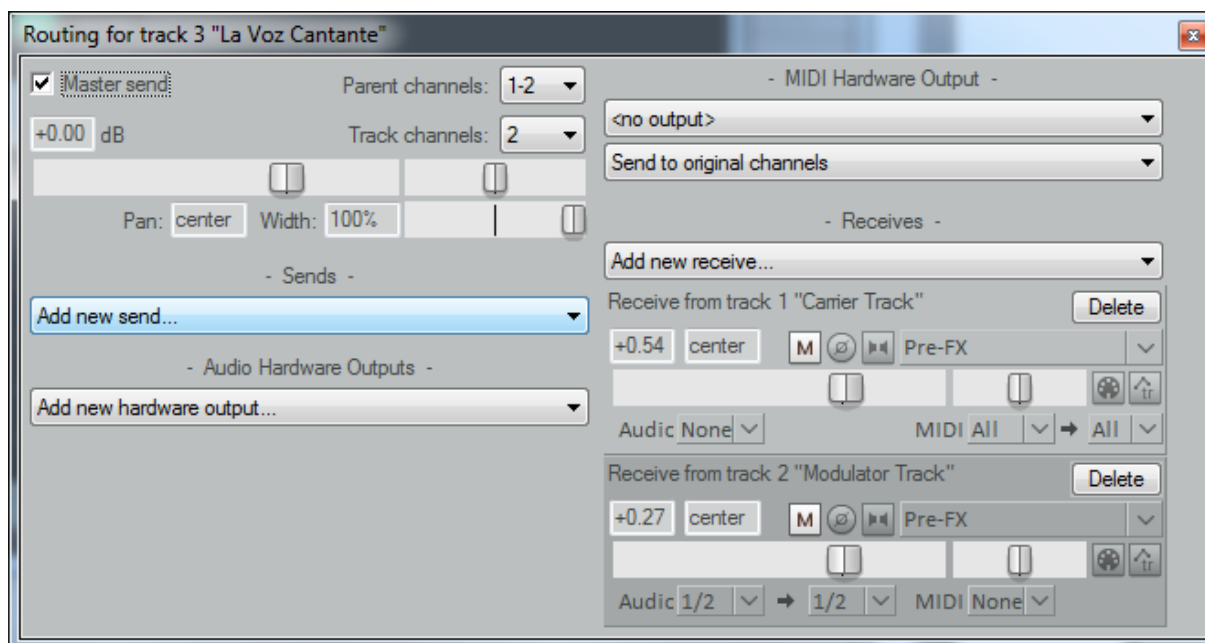 Routing for track 3 "La Voz Cantante"
Master send
Parent channels: 1-2
+0.00 dB
Track channels: 2
Pan: center Width: 100%
- Sends -
Add new send...
- Audio Hardware Outputs -
Add new hardware output...
- MIDI Hardware Output -
<no output>
Send to original channels
- Receives -
Add new receive...
Receive from track 1 "Carrier Track" Delete
+0.54 center M Pre-FX
tr
Audic None MIDI All → All
Receive from track 2 "Modulator Track" Delete
+0.27 center M Pre-FX
tr
Audic 1/2 → 1/2 MIDI None